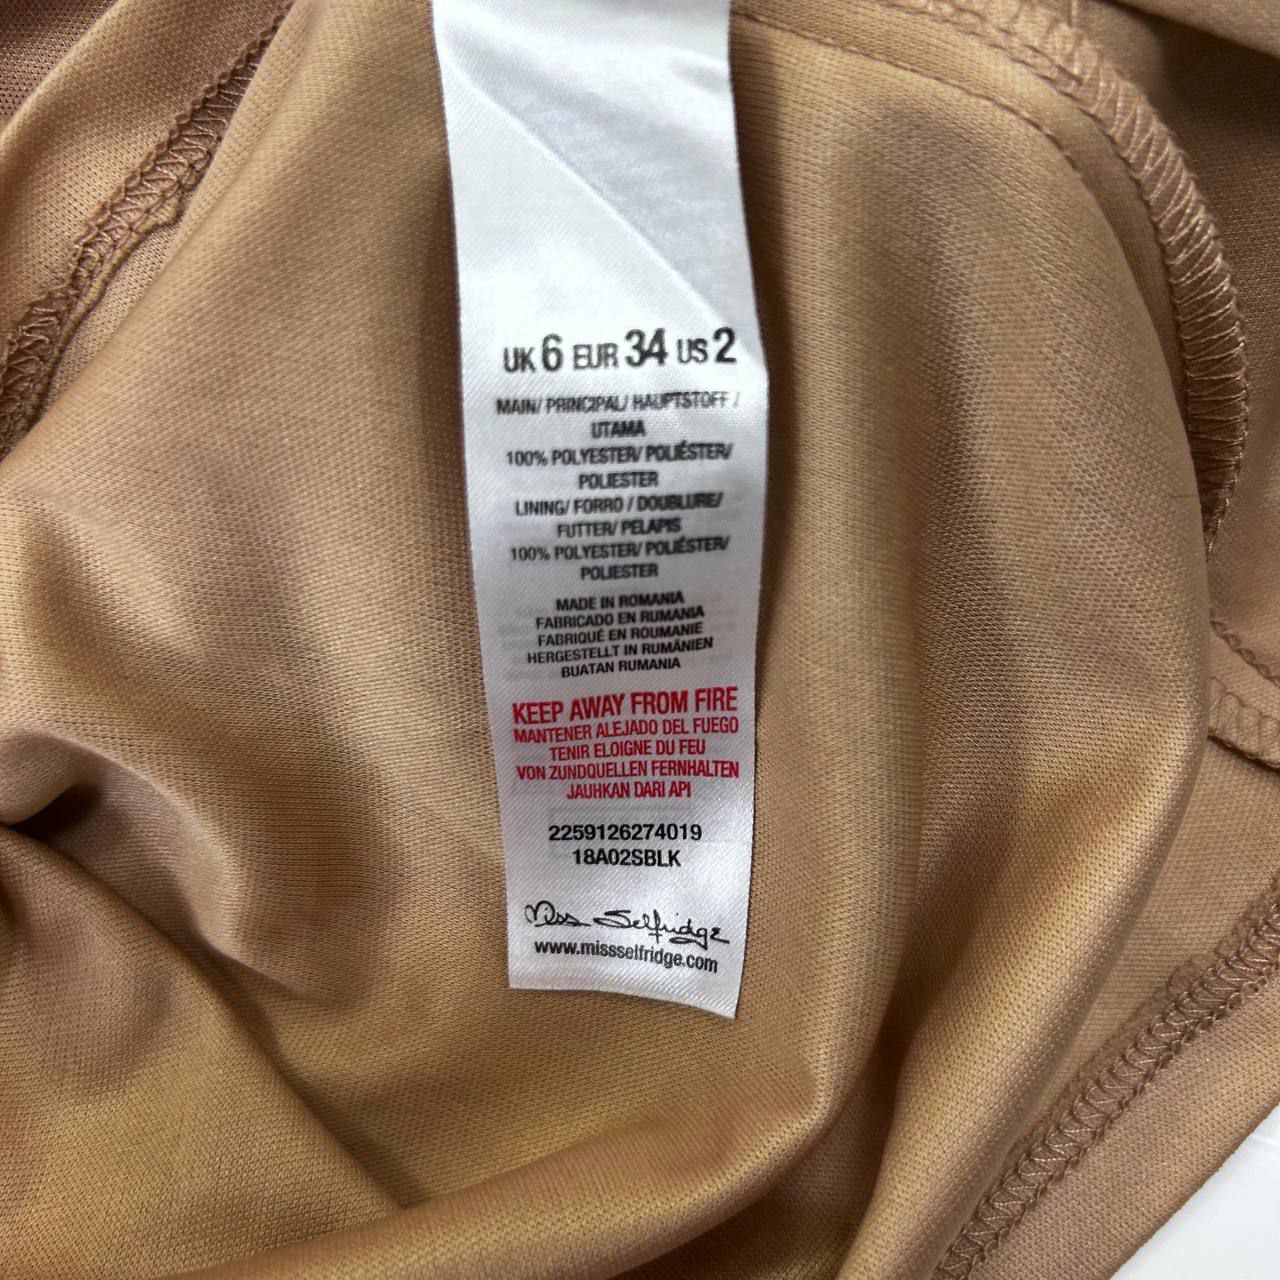 UK 6 EUR 34 US 2
MAIN/ PRINCIPAL/ HAUPTSTOFF /
UTAMA
100% POLYESTER/ POLIÉSTER/
POLIESTER
LINING/ FORRO / DOUBLURE/
FUTTER/ PELAPIS
100% POLYESTER/ POLIÉSTER/
POLIESTER
MADE IN ROMANIA
FABRICADO EN RUMANIA
FABRIQUÉ EN ROUMANIE
HERGESTELLT IN RUMÄNIEN
BUATAN RUMANIA
KEEP AWAY FROM FIRE
MANTENER ALEJADO DEL FUEGO
TENIR ELOIGNE DU FEU
VON ZUNDQUELLEN FERNHALTEN
JAUHKAN DARI API
2259126274019
18A02SBLK
Miss Selfridge
www.missselfridge.com